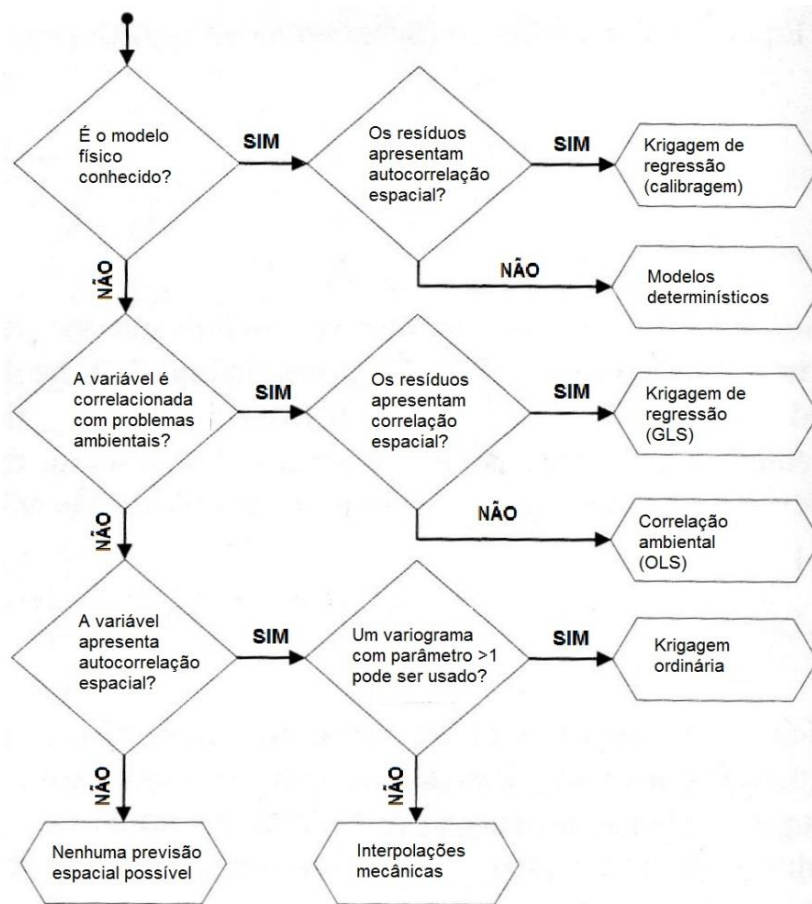 É o modelo
físico
conhecido?
SIM
Os resíduos
apresentam
autocorrelação
espacial?
SIM
Krigagem de
regressão
(calibragem)
NÃO
Modelos
determinísticos
NÃO
A variável é
correlacionada
com problemas
ambientais?
SIM
Os resíduos
apresentam
correlação
espacial?
SIM
Krigagem de
regressão
(GLS)
NÃO
Correlação
ambiental
(OLS)
NÃO
A variável
apresenta
autocorrelação
espacial?
SIM
Um variograma
com parâmetro >1
pode ser usado?
SIM
Krigagem
ordinária
NÃO
Nenhuma previsão
espacial possível
NÃO
Interpolações
mecânicas